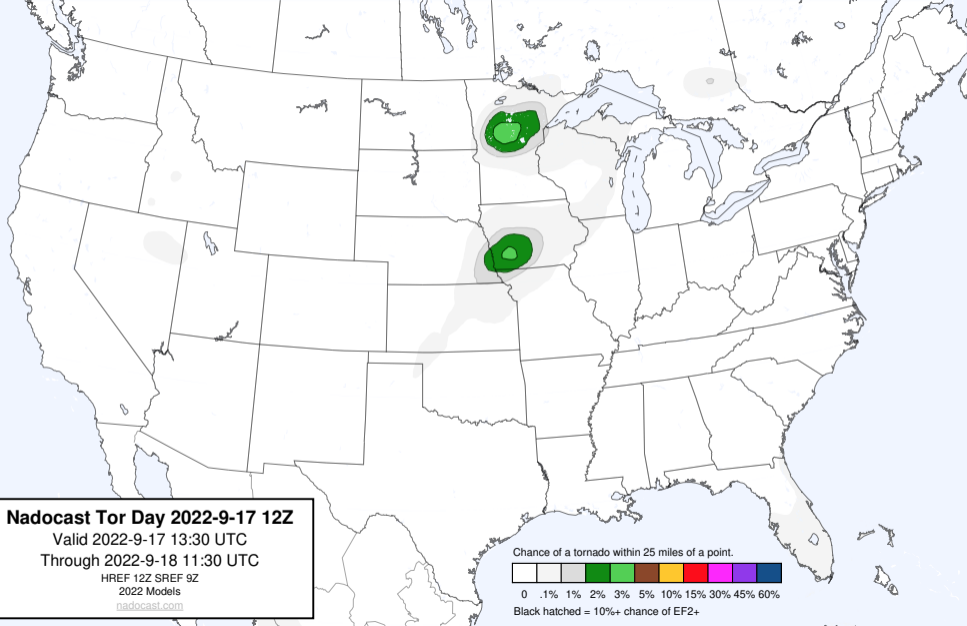 Nadocast Tor Day 2022-9-17 12Z
Valid 2022-9-17 13:30 UTC
Through 2022-9-18 11:30 UTC
HREF 12Z SREF 9Z
2022 Models
nadocast.com
Chance of a tornado within 25 miles of a point.
0 .1% 1% 2% 3% 5% 10% 15% 30% 45% 60%
Black hatched = 10%+ chance of EF2+